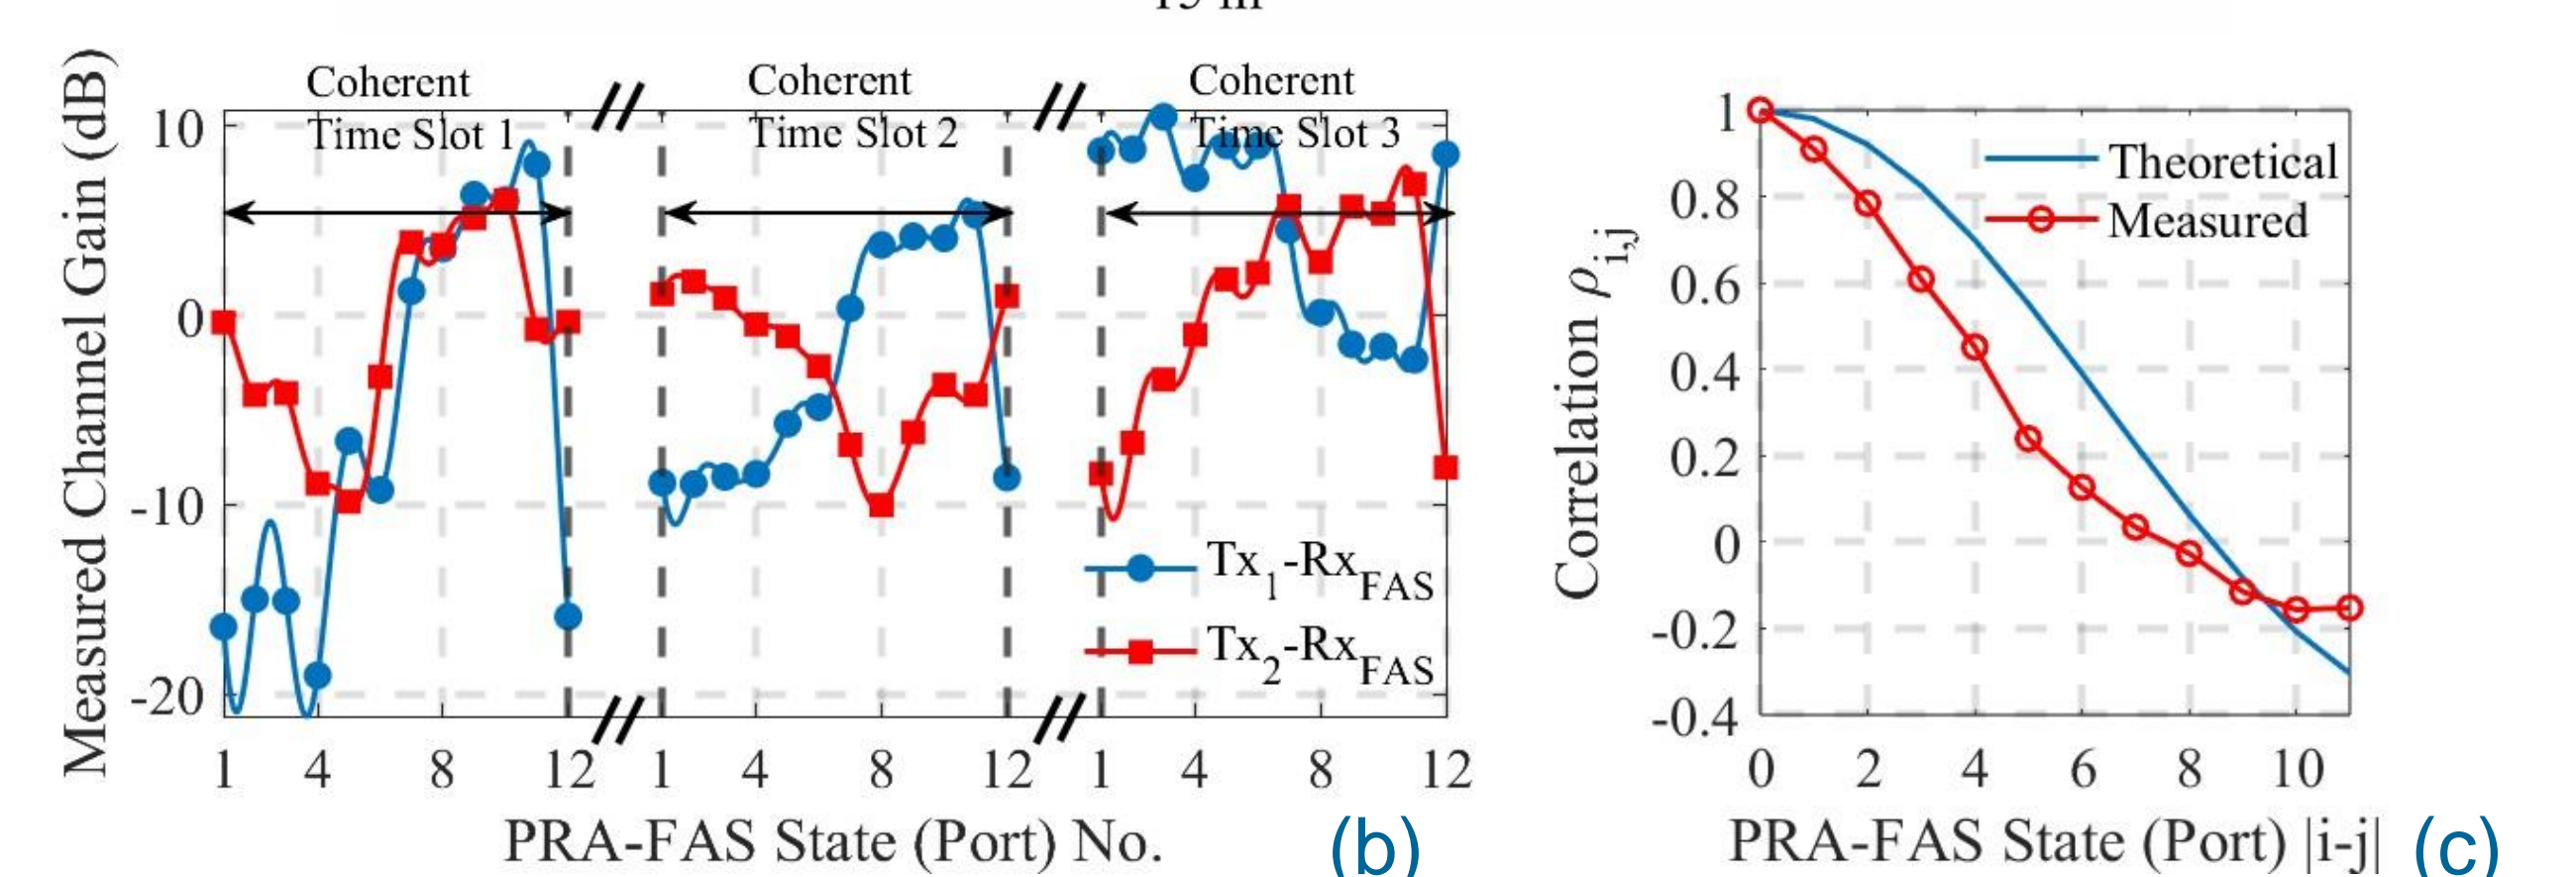 Measured Channel Gain (dB)
Coherent
Time Slot 1
Coherent
Time Slot 2
Coherent
Time Slot 3
10
0
-10
-20
Tx1-RxFAS
Tx2-RxFAS
1 4 8 12 1 4 8 12 1 4 8 12
PRA-FAS State (Port) No.
(b)
Correlation ρi,j
1
0.8
0.6
0.4
0.2
0
-0.2
-0.4
Theoretical
Measured
0 2 4 6 8 10
PRA-FAS State (Port) |i-j|
(c)